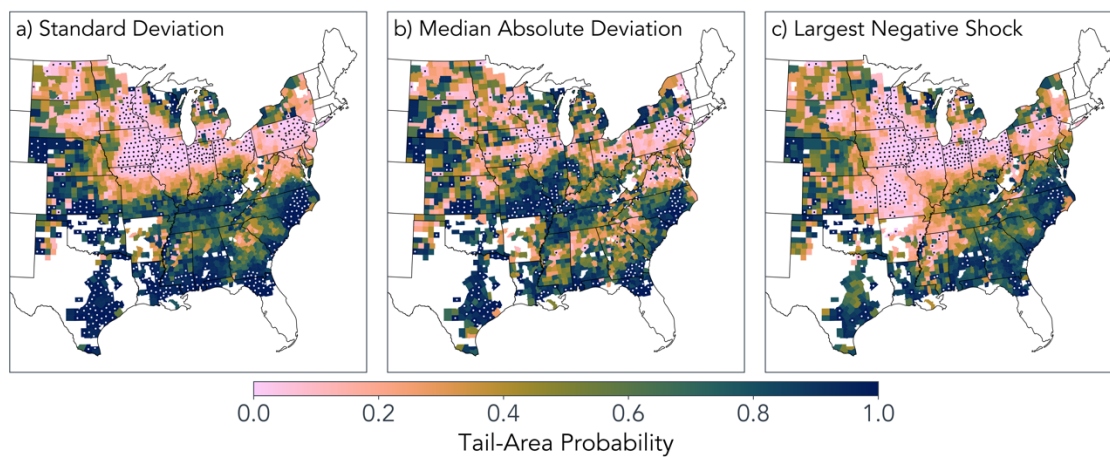 a) Standard Deviation
b) Median Absolute Deviation
c) Largest Negative Shock
0.0 0.2 0.4 0.6 0.8 1.0
Tail-Area Probability